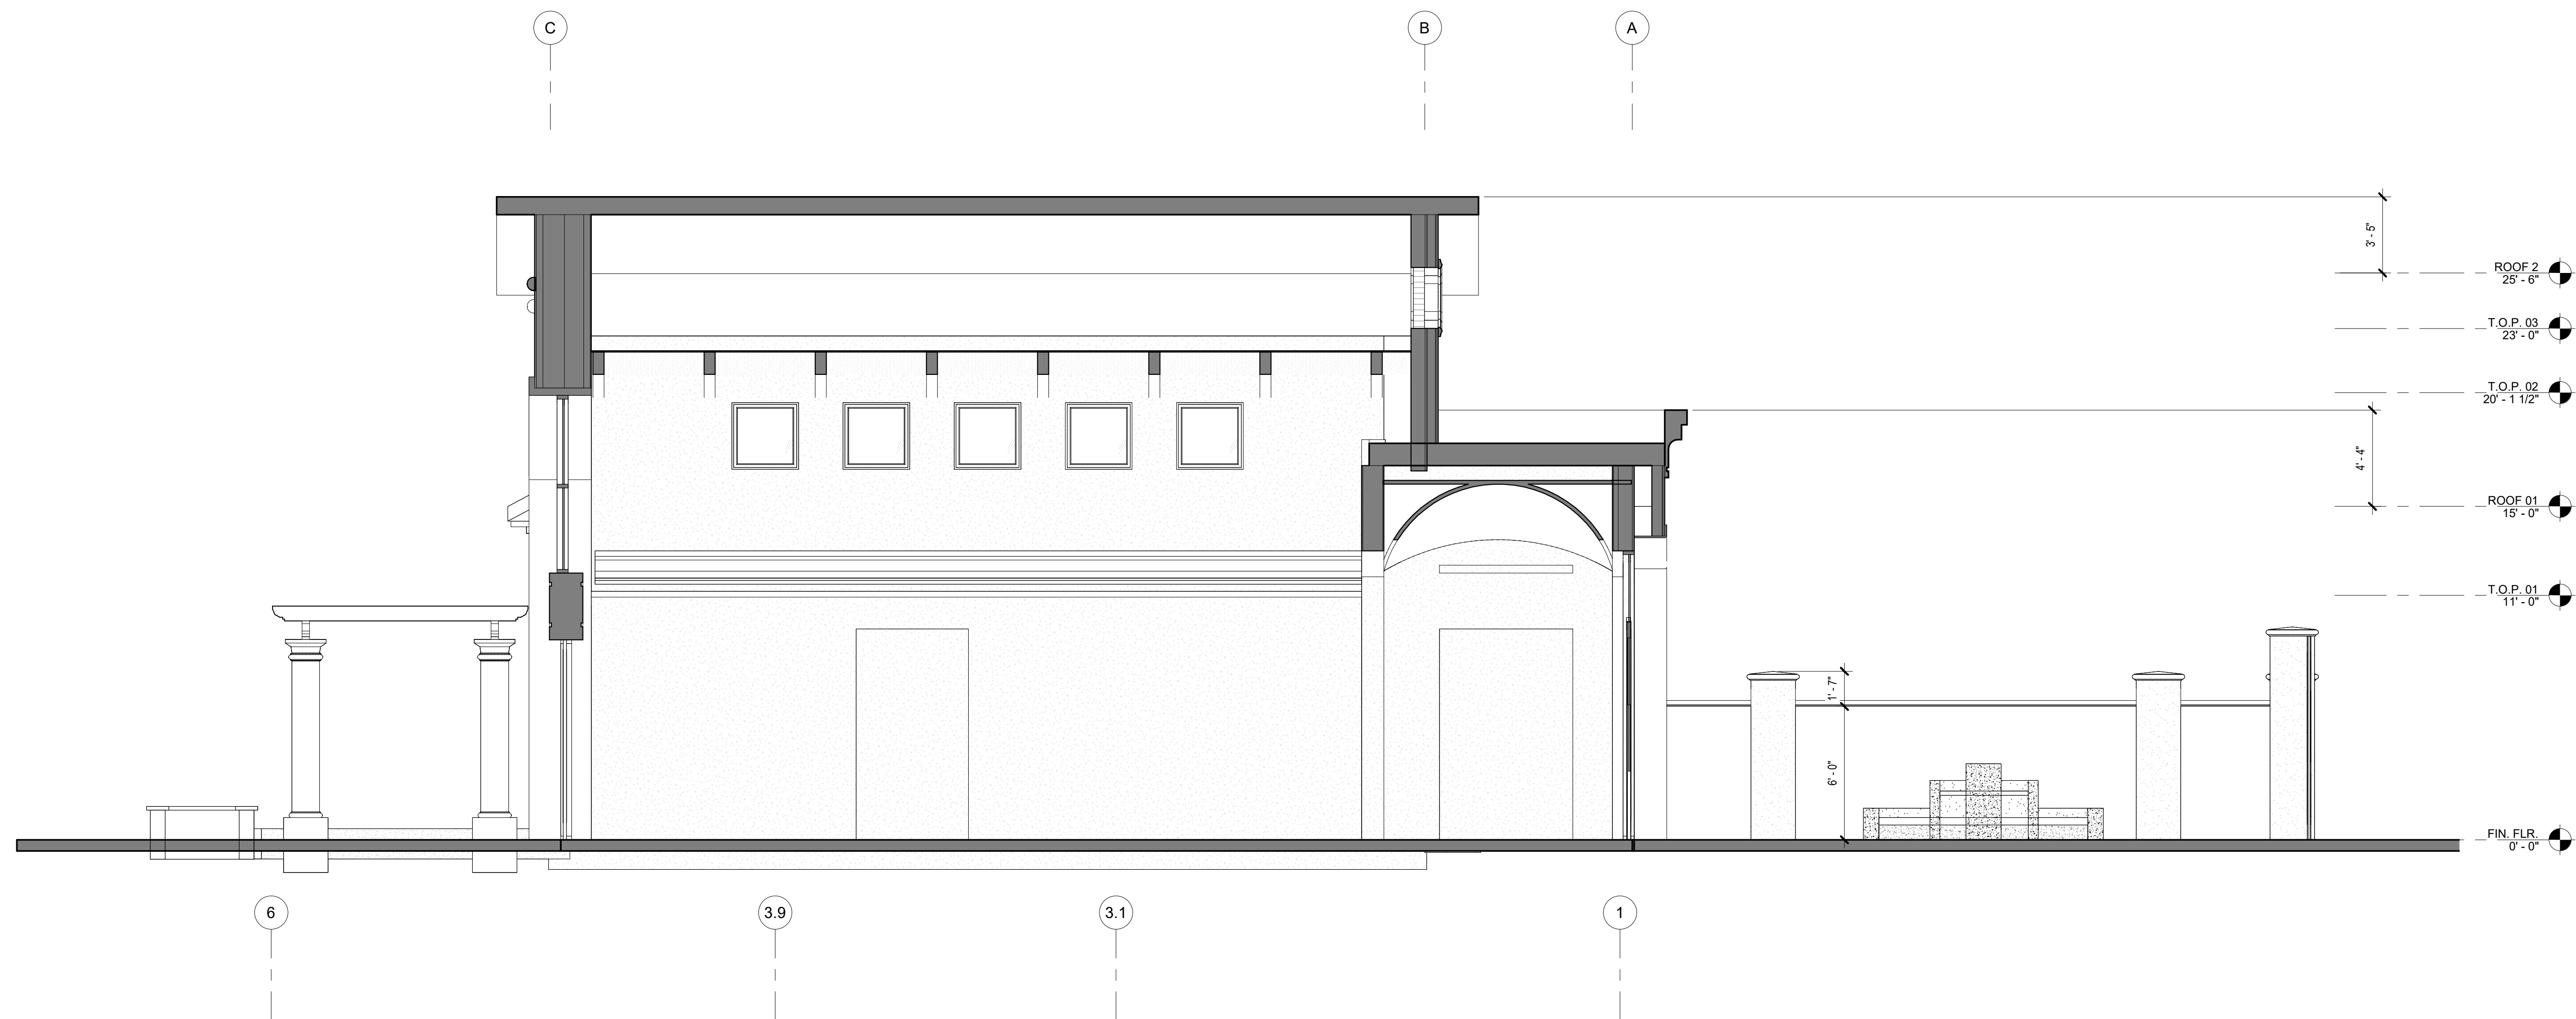 C
B
A
3' - 5"
ROOF 2
25' - 6"
T.O.P. 03
23' - 0"
T.O.P. 02
20' - 1 1/2"
4' - 4"
ROOF 01
15' - 0"
T.O.P. 01
11' - 0"
1' - 7"
6' - 0"
FIN. FLR.
0' - 0"
6
3.9
3.1
1